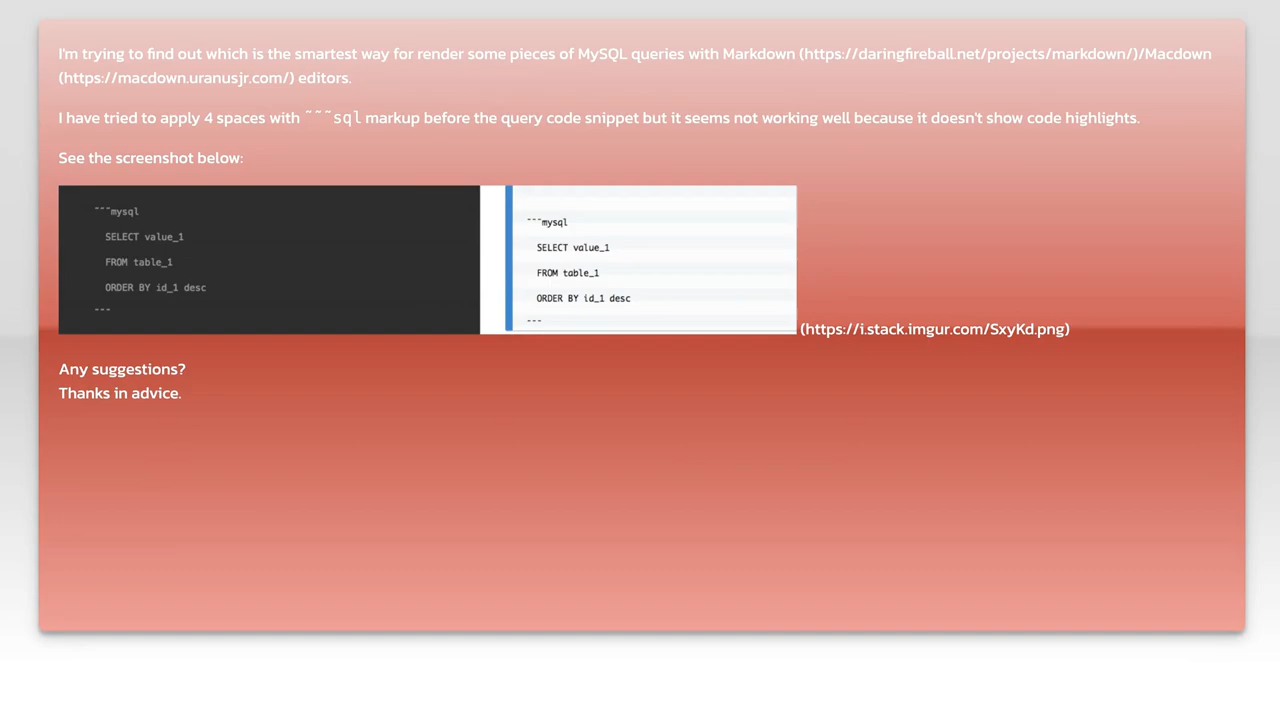 I'm trying to find out which is the smartest way for render some pieces of MySQL queries with Markdown (https://daringfireball.net/projects/markdown/)/Macdown
(https://macdown.uranusjr.com/) editors.
I have tried to apply 4 spaces with ~~~sql markup before the query code snippet but it seems not working well because it doesn't show code highlights.
See the screenshot below:
~~~mysql
SELECT value_1
FROM table_1
ORDER BY id_1 desc
~~~
~~~mysql
SELECT value_1
FROM table_1
ORDER BY id_1 desc
~~~
(https://i.stack.imgur.com/SxyKd.png)
Any suggestions?
Thanks in advice.